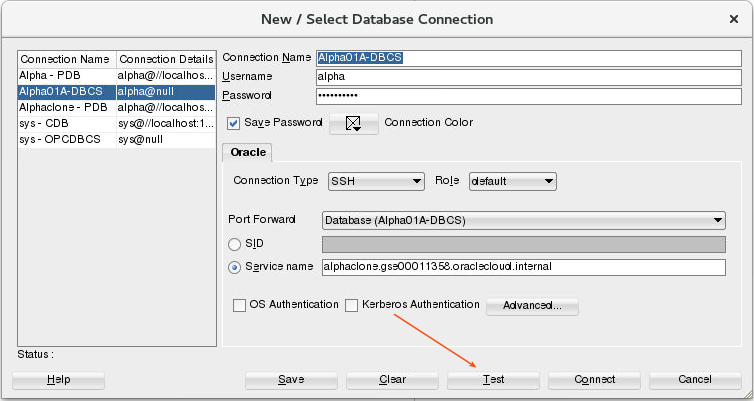 New / Select Database Connection
Connection Name Connection Details
Alpha - PDB alpha@//localhos...
Alpha01A-DBCS alpha@null
Alphaclone - PDB alpha@//localhos...
sys - CDB sys@//localhost:1...
sys - OPCDBCS sys@null
Connection Name Alpha01A-DBCS
Username alpha
Password ••••••••••
Save Password Connection Color
Oracle
Connection Type SSH Role default
Port Forward Database (Alpha01A-DBCS)
SID
Service name alphaclone.gse00011358.oraclecloud.internal
OS Authentication Kerberos Authentication Advanced...
Status :
Help Save Clear Test Connect Cancel